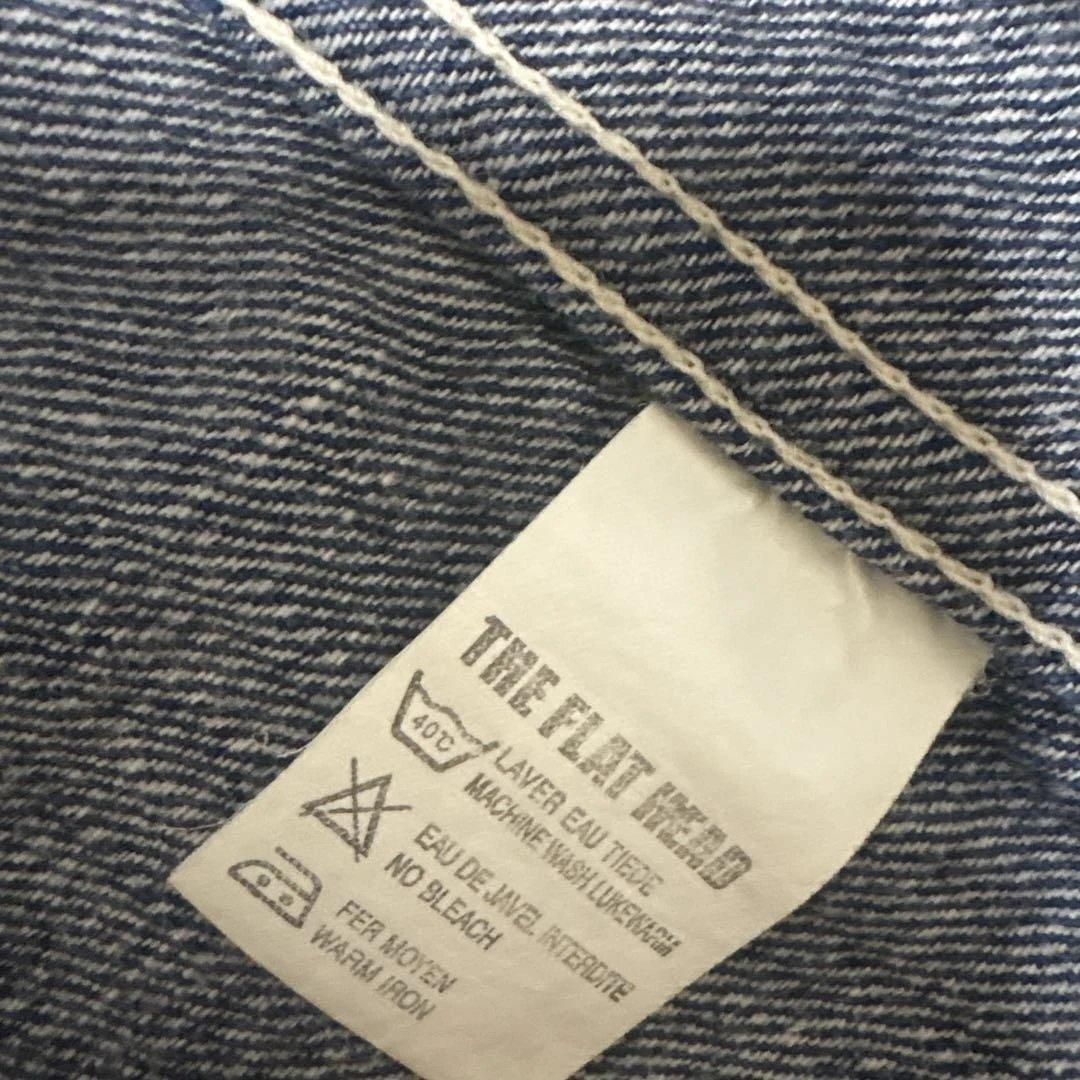 THE FLAT HEAD
40℃
LAVER EAU TIEDE
MACHINE WASH LUKEWARM
EAU DE JAVEL INTERDITE
NO BLEACH
FER MOYEN
WARM IRON